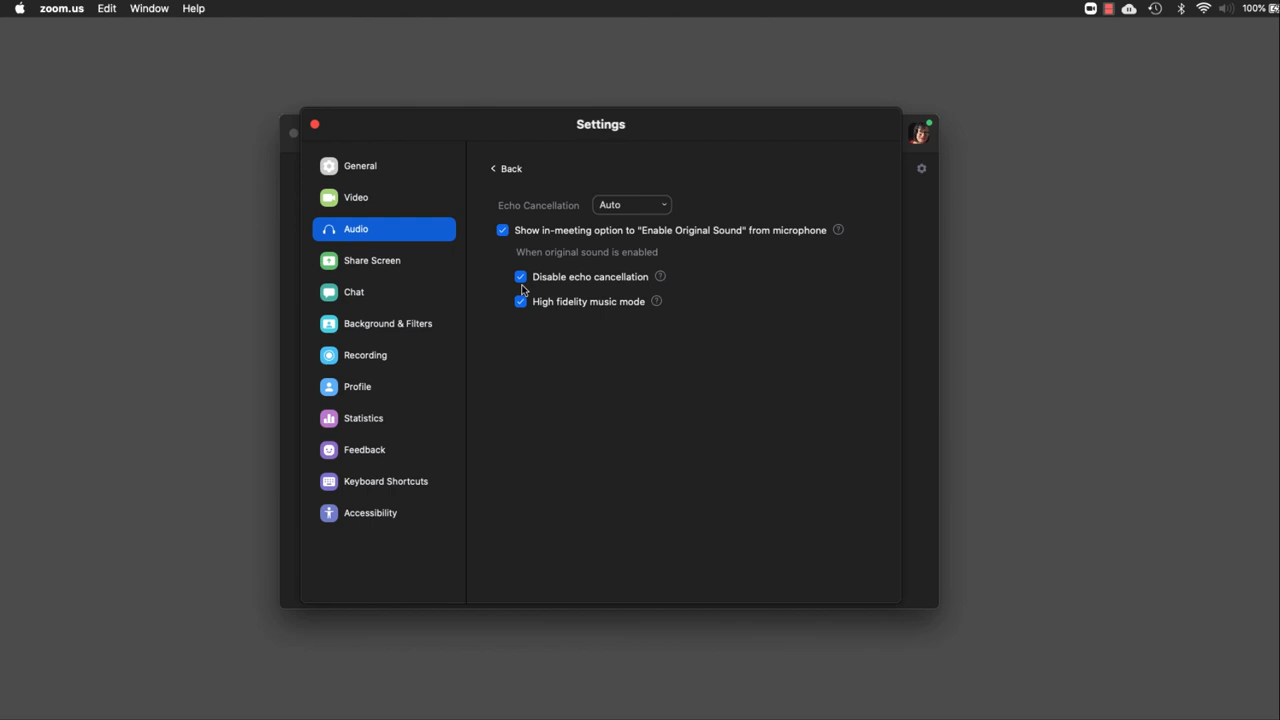 zoom.us Edit Window Help 100%
Settings
General
Video
Audio
Share Screen
Chat
Background & Filters
Recording
Profile
Statistics
Feedback
Keyboard Shortcuts
Accessibility
Back
Echo Cancellation Auto
Show in-meeting option to "Enable Original Sound" from microphone ?
When original sound is enabled
Disable echo cancellation ?
High fidelity music mode ?